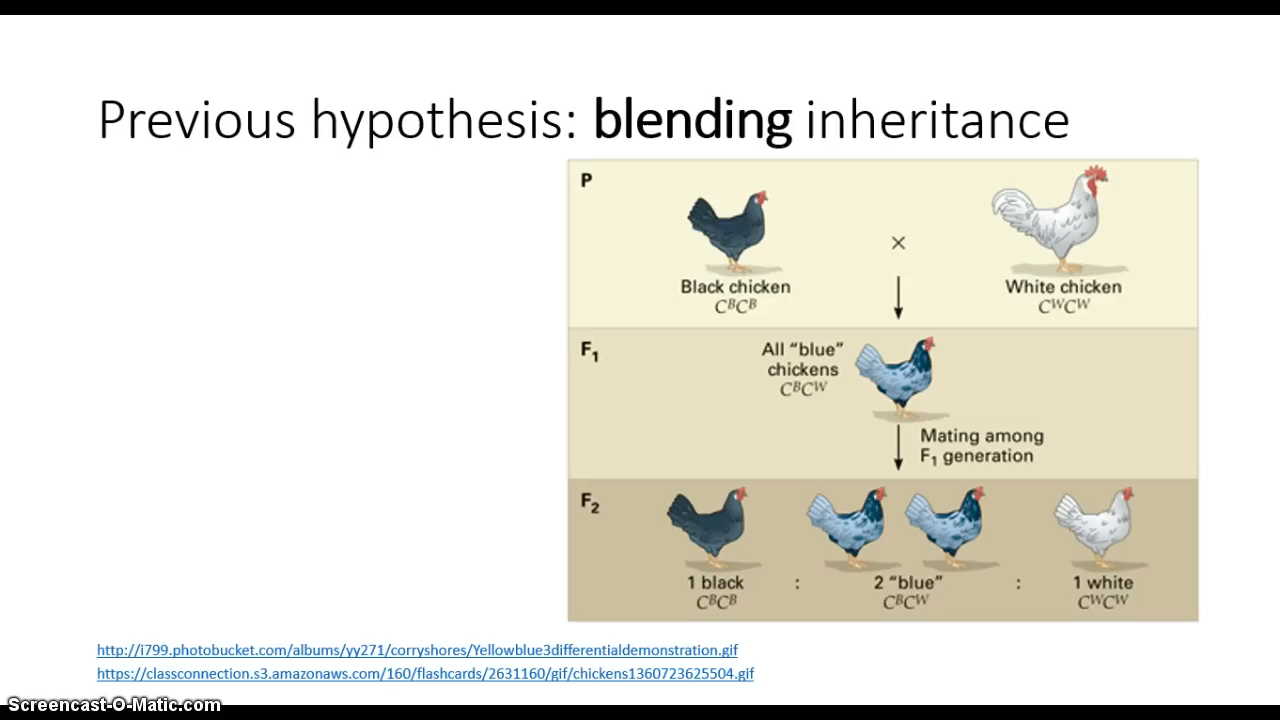 Previous hypothesis: blending inheritance
P
×
Black chicken
CᴮCᴮ
White chicken
CᵂCᵂ
F₁
All “blue”
chickens
CᴮCᵂ
Mating among
F₁ generation
F₂
1 black : 2 “blue” : 1 white
CᴮCᴮ CᴮCᵂ CᵂCᵂ
http://i799.photobucket.com/albums/yy271/corryshores/Yellowblue3differentialdemonstration.gif
https://classconnection.s3.amazonaws.com/160/flashcards/2631160/gif/chickens1360723625504.gif
Screencast-O-Matic.com